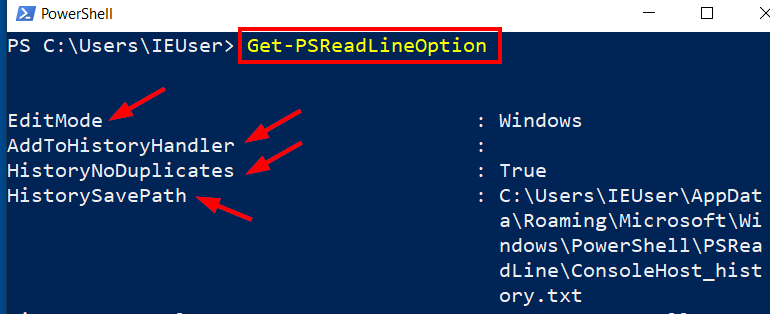 PowerShell
PS C:\Users\IEUser> Get-PSReadLineOption
EditMode : Windows
AddToHistoryHandler :
HistoryNoDuplicates : True
HistorySavePath : C:\Users\IEUser\AppDat
a\Roaming\Microsoft\Wi
ndows\PowerShell\PSRea
dLine\ConsoleHost_hist
ory.txt